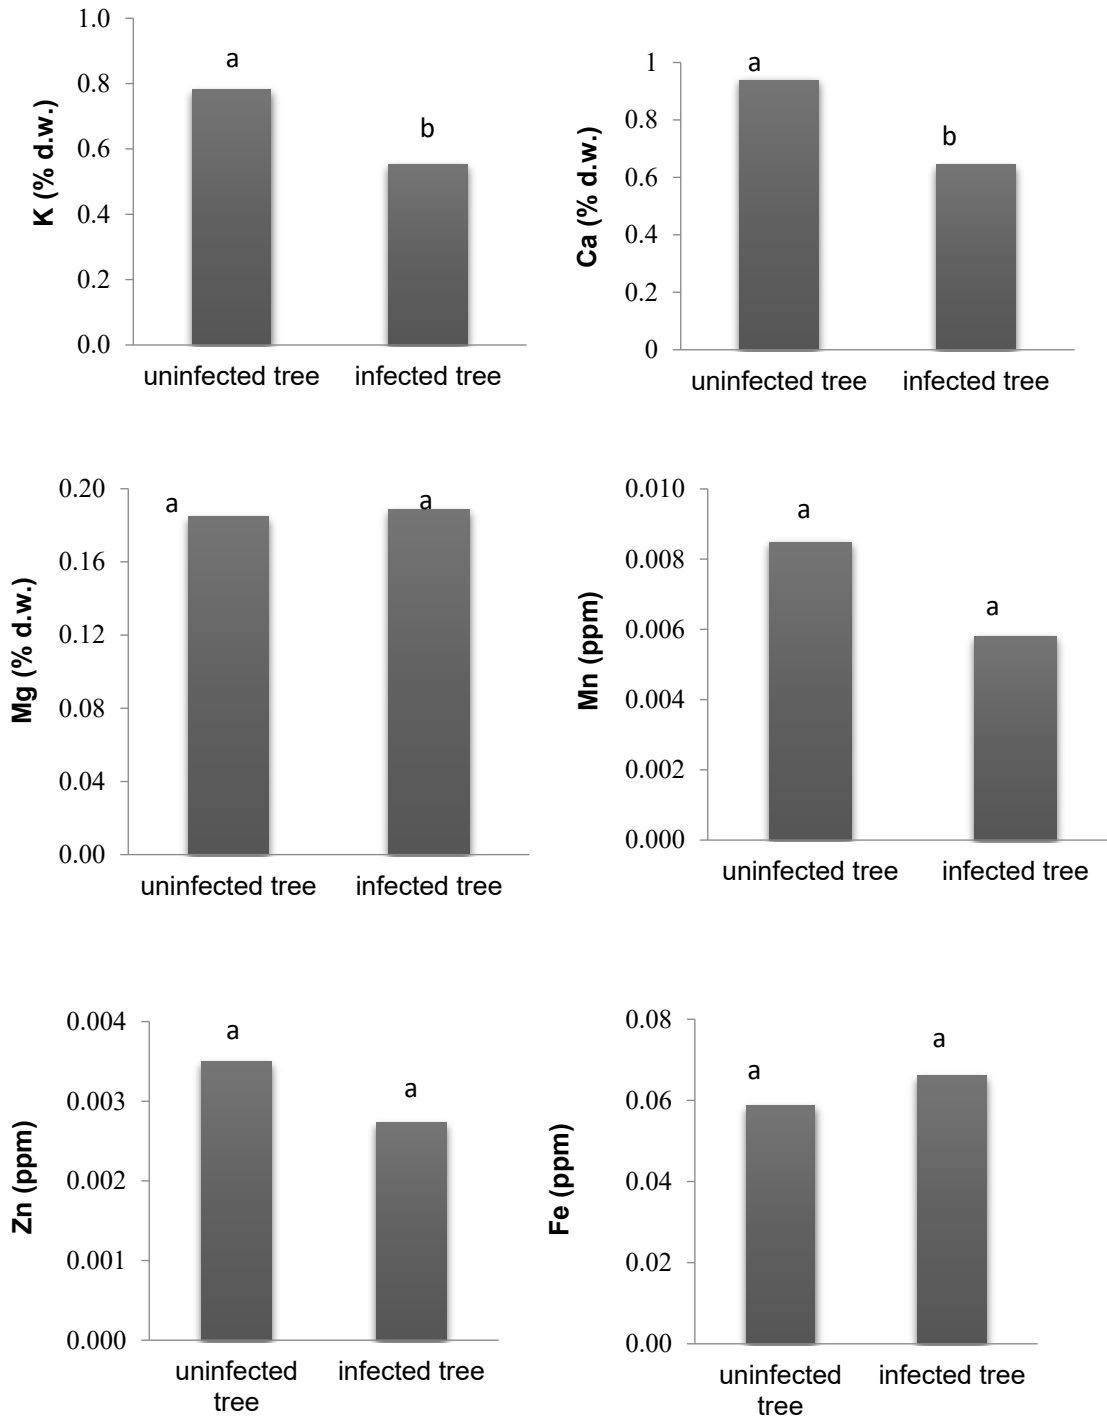 K (% d.w.)
1.0
0.8
0.6
0.4
0.2
0.0
a
b
uninfected tree
infected tree
Ca (% d.w.)
1
0.8
0.6
0.4
0.2
0
a
b
uninfected tree
infected tree
Mg (% d.w.)
0.20
0.16
0.12
0.08
0.04
0.00
a
a
uninfected tree
infected tree
Mn (ppm)
0.010
0.008
0.006
0.004
0.002
0.000
a
a
uninfected tree
infected tree
Zn (ppm)
0.004
0.003
0.002
0.001
0.000
a
a
uninfected
tree
infected tree
Fe (ppm)
0.08
0.06
0.04
0.02
0.00
a
a
uninfected
tree
infected tree